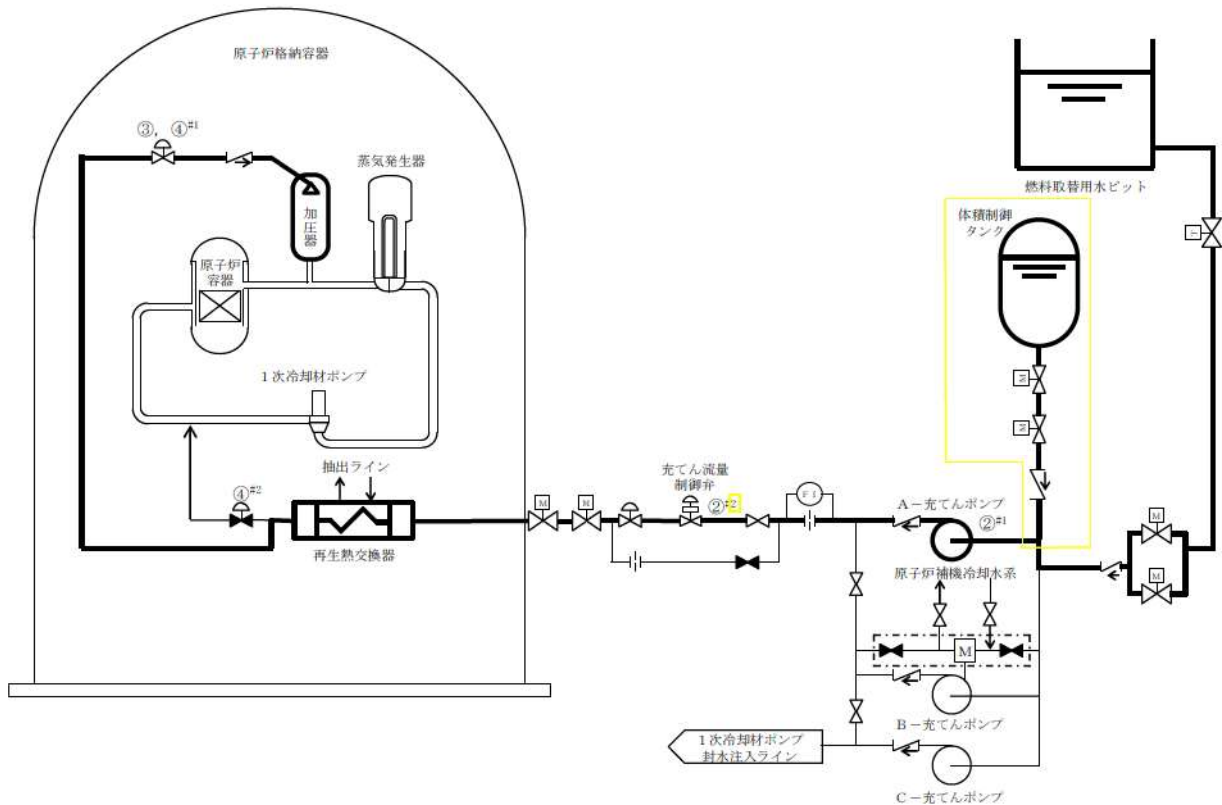 原子炉格納容器
③, ④#1
蒸気発生器
加圧器
原子炉
容器
1次冷却材ポンプ
抽出ライン
④#2
再生熱交換器
燃料取替用水ピット
T
体積制御
タンク
M
M
M
M
充てん流量
制御弁
②#2
FI
A-充てんポンプ
②#1
M
M
原子炉補機冷却水系
M
B-充てんポンプ
1次冷却材ポンプ
封水注入ライン
C-充てんポンプ